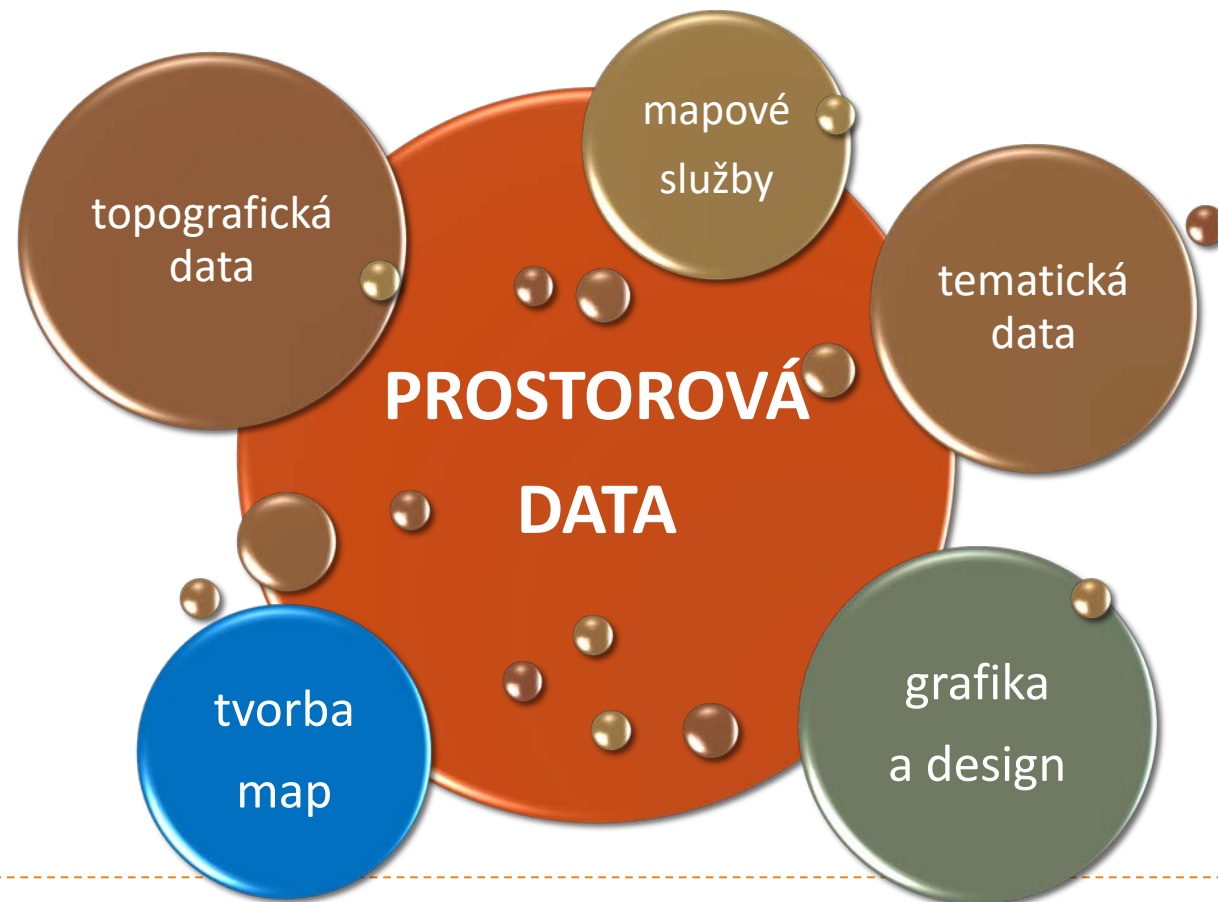 mapové
služby
topografická
data
tematická
data
PROSTOROVÁ
DATA
tvorba
map
grafika
a design